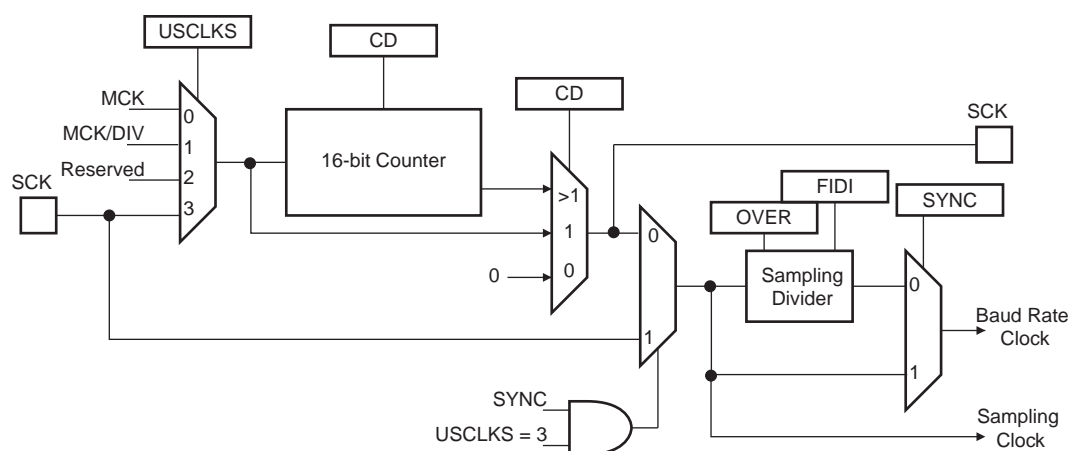 USCLKS
CD
CD
SCK
MCK
0
MCK/DIV
1
16-bit Counter
Reserved
2
SCK
3
>1
1
0
0
FIDI
OVER
SYNC
0
Sampling
Divider
0
1
Baud Rate
Clock
1
SYNC
USCLKS = 3
Sampling
Clock